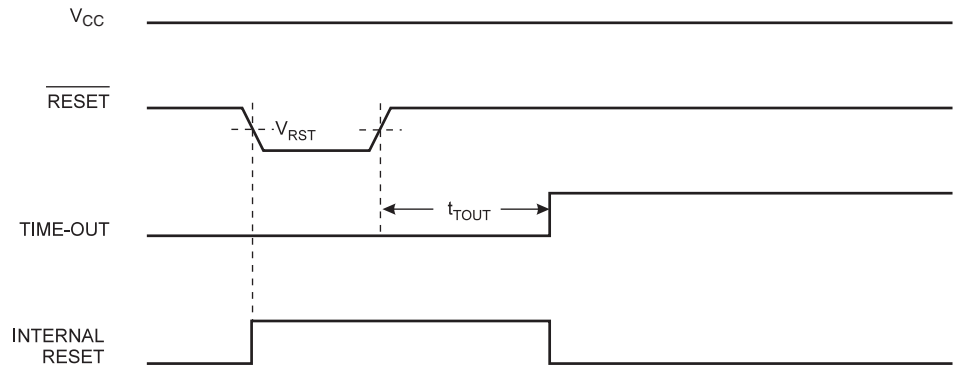 VCC
RESET
VRST
tTOUT
TIME-OUT
INTERNAL
RESET